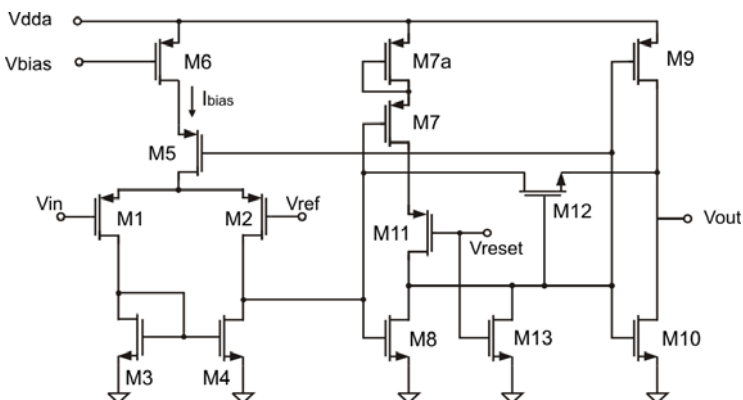 Vdda
Vbias
M6
M7a
M9
Ibias
M7
M5
Vin
M1
M2
Vref
M12
Vout
M11
Vreset
M3
M4
M8
M13
M10